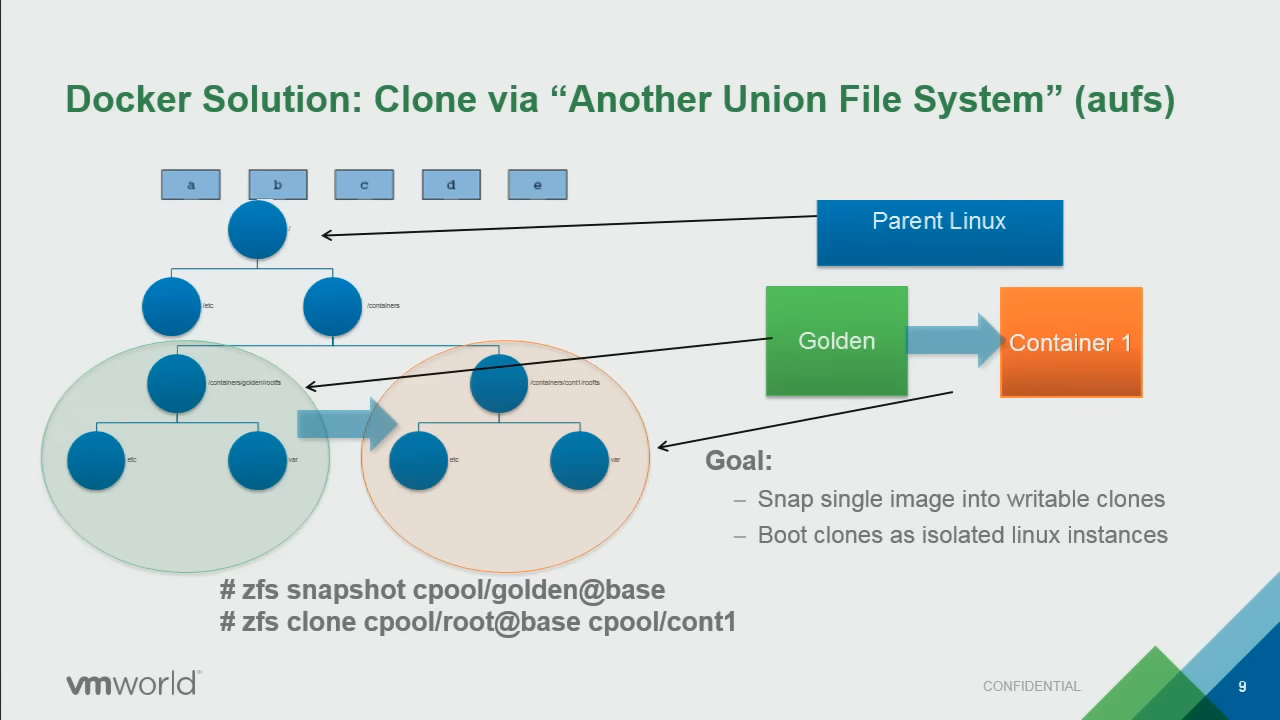 Docker Solution: Clone via “Another Union File System” (aufs)
a b c d e
/
Parent Linux
/etc
/containers
Golden
Container 1
/containers/golden/rootfs
/containers/cont1/rootfs
etc
var
etc
var
Goal:
– Snap single image into writable clones
– Boot clones as isolated linux instances
# zfs snapshot cpool/golden@base
# zfs clone cpool/root@base cpool/cont1
vmworld®
CONFIDENTIAL
9